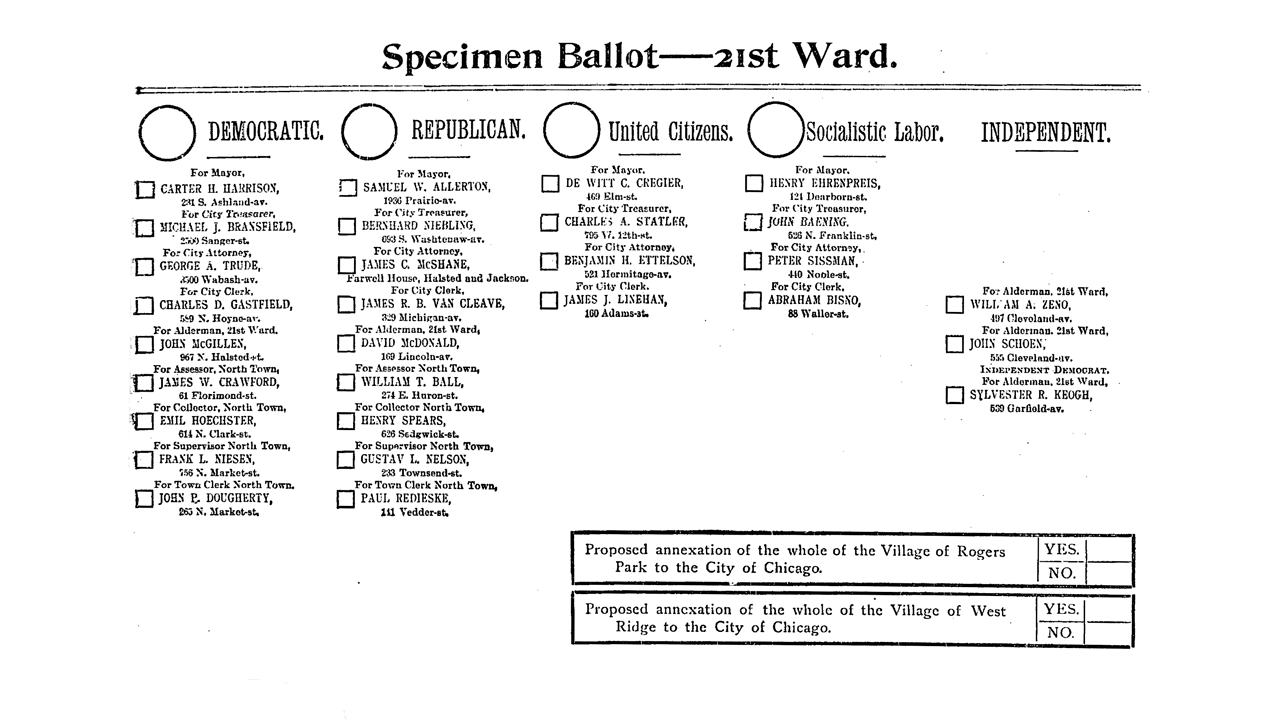 Specimen Ballot—21st Ward.
DEMOCRATIC.
For Mayor,
CARTER H. HARRISON,
231 S. Ashland-av.
For City Treasurer,
MICHAEL J. BRANSFIELD,
2500 Sanger-st.
For City Attorney,
GEORGE A. TRUDE,
3500 Wabash-av.
For City Clerk,
CHARLES D. GASTFIELD,
N. Hoyne-av.
For Alderman, 21st Ward.
JOHN McGILLEN,
967 N. Halsted-t.
For Assessor, North Town,
JAMES W. CRAWFORD,
61 Florimond-st.
For Collector, North Town,
EMIL HOECHSTER,
614 N. Clark-st.
For Supervisor North Town,
FRANK L. NIESEN,
756 N. Market-st.
For Town Clerk North Town.
JOHN P. DOUGHERTY,
265 N. Market-st.
REPUBLICAN.
For Mayor,
SAMUEL W. ALLERTON,
1936 Prairie-av.
For City Treasurer,
BERNHARD NIEBLING,
693 S. Washtenaw-av.
For City Attorney,
JAMES C. McSHANE,
Farwell House, Halsted and Jackson.
For City Clerk,
JAMES R. B. VAN CLEAVE,
329 Michigan-av.
For Alderman, 21st Ward,
DAVID McDONALD,
169 Lincoln-av.
For Assessor North Town,
WILLIAM T. BALL,
274 E. Huron-st.
For Collector North Town,
HENRY SPEARS,
626 Sedgwick-st.
For Supervisor North Town,
GUSTAV L. NELSON,
233 Townsend-st.
For Town Clerk North Town,
PAUL REDIESKE,
141 Vedder-st.
United Citizens.
For Mayor,
DE WITT C. CREGIER,
469 Elm-st.
For City Treasurer,
CHARLES A. STATLER,
795 W. 12th-st.
For City Attorney,
BENJAMIN H. ETTELSON,
521 Hermitage-av.
For City Clerk.
JAMES J. LINEHAN,
160 Adams-st.
Socialistic Labor.
For Mayor.
HENRY EHRENPREIS,
121 Dearborn-st.
For City Treasurer,
JOHN BAENING,
526 N. Franklin-st,
For City Attorney,
PETER SISSMAN,
440 Noble-st.
For City Clerk,
ABRAHAM BISNO,
88 Waller-st.
INDEPENDENT.
For Alderman, 21st Ward,
WILLIAM A. ZENO,
497 Cleveland-av.
For Alderman. 21st Ward,
JOHN SCHOEN,
555 Cleveland-av.
INDEPENDENT DEMOCRAT.
For Alderman, 21st Ward,
SYLVESTER R. KEOGH,
539 Garfield-av.
Proposed annexation of the whole of the Village of Rogers
Park to the City of Chicago.
YES.
NO.
Proposed annexation of the whole of the Village of West
Ridge to the City of Chicago.
YES.
NO.